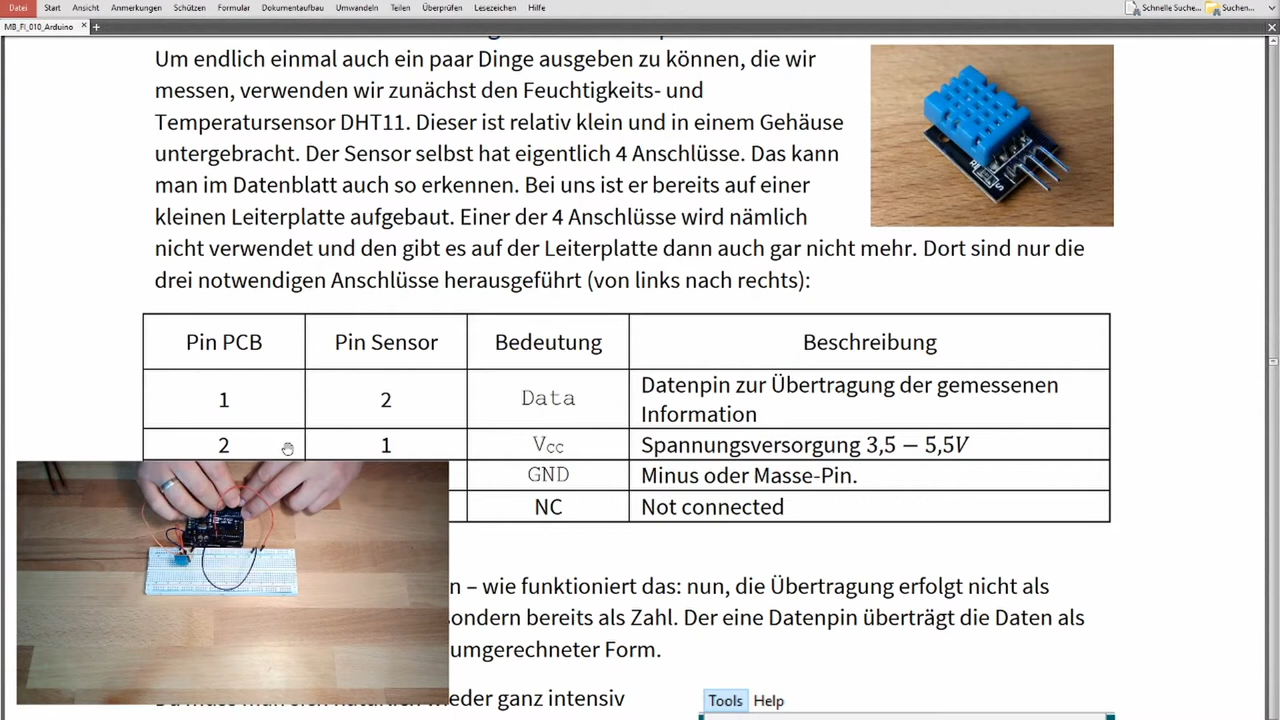 Datei Start Ansicht Anmerkungen Schützen Formular Dokumentaufbau Umwandeln Teilen Überprüfen Lesezeichen Hilfe Schnelle Suche... Suchen...
MB_FI_010_Arduino
Um endlich einmal auch ein paar Dinge ausgeben zu können, die wir
messen, verwenden wir zunächst den Feuchtigkeits- und
Temperatursensor DHT11. Dieser ist relativ klein und in einem Gehäuse
untergebracht. Der Sensor selbst hat eigentlich 4 Anschlüsse. Das kann
man im Datenblatt auch so erkennen. Bei uns ist er bereits auf einer
kleinen Leiterplatte aufgebaut. Einer der 4 Anschlüsse wird nämlich
nicht verwendet und den gibt es auf der Leiterplatte dann auch gar nicht mehr. Dort sind nur die
drei notwendigen Anschlüsse herausgeführt (von links nach rechts):
Pin PCB Pin Sensor Bedeutung Beschreibung
1 2 Data Datenpin zur Übertragung der gemessenen
Information
2 1 Vcc Spannungsversorgung 3,5 – 5,5V
GND Minus oder Masse-Pin.
NC Not connected
n – wie funktioniert das: nun, die Übertragung erfolgt nicht als
sondern bereits als Zahl. Der eine Datenpin überträgt die Daten als
umgerechneter Form.
wieder ganz intensiv
Tools Help